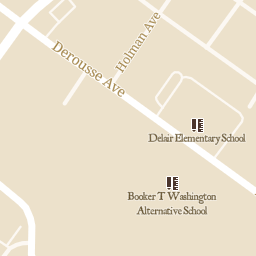 Holman Ave
Derousse Ave
Delair Elementary School
Booker T Washington
Alternative School